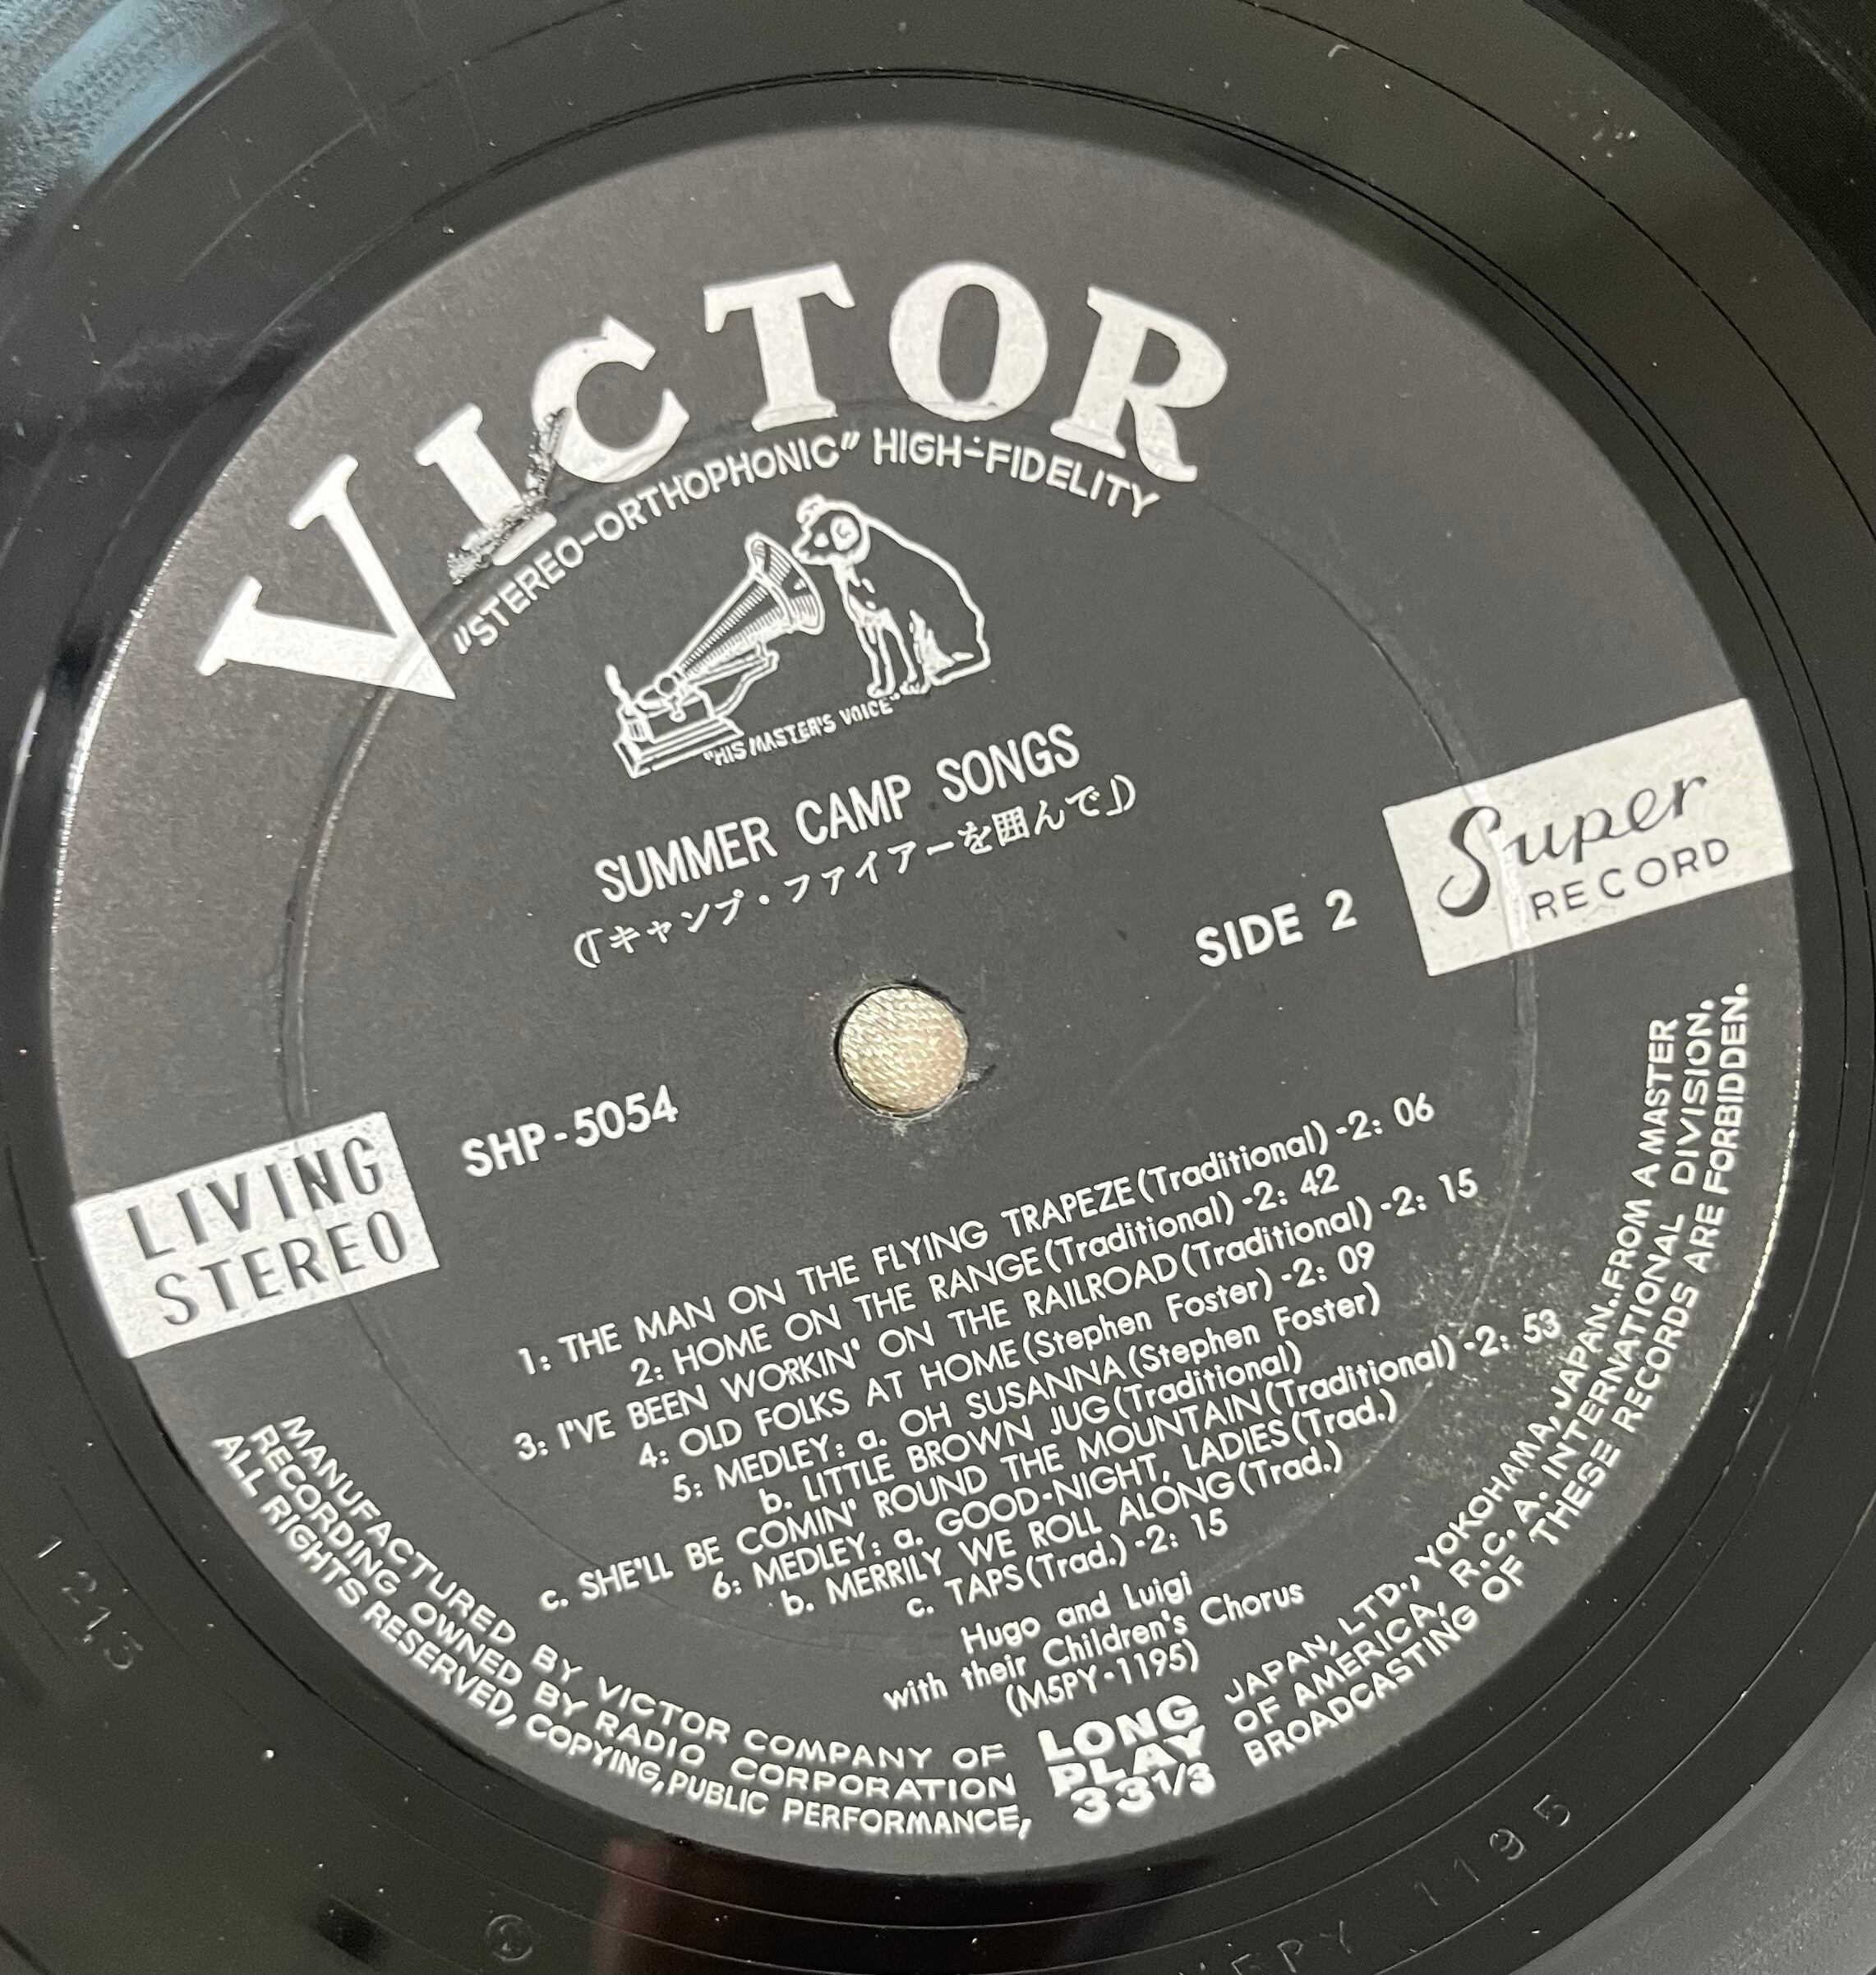 VICTOR
"STEREO-ORTHOPHONIC" HIGH-FIDELITY
"HIS MASTER'S VOICE"
SUMMER CAMP SONGS
(「キャンプ・ファイアーを囲んで」)
Super
RECORD
SIDE 2
SHP-5054
LIVING
STEREO
1: THE MAN ON THE FLYING TRAPEZE (Traditional) -2: 06
2: HOME ON THE RANGE (Traditional) -2: 42
3: I'VE BEEN WORKIN' ON THE RAILROAD (Traditional) -2: 15
4: OLD FOLKS AT HOME (Stephen Foster) -2: 09
5: MEDLEY: a. OH SUSANNA (Stephen Foster)
b. LITTLE BROWN JUG (Traditional)
c. SHE'LL BE COMIN' ROUND THE MOUNTAIN (Traditional) -2: 53
6: MEDLEY: a. GOOD-NIGHT, LADIES (Trad.)
b. MERRILY WE ROLL ALONG (Trad.)
c. TAPS (Trad.) -2: 15
Hugo and Luigi
with their Children's Chorus
(M5PY-1195)
LONG
PLAY
33 1/3
MANUFACTURED BY VICTOR COMPANY OF JAPAN, LTD., YOKOHAMA, JAPAN. FROM A MASTER
RECORDING OWNED BY RADIO CORPORATION OF AMERICA, R.C.A. INTERNATIONAL DIVISION.
ALL RIGHTS RESERVED, COPYING, PUBLIC PERFORMANCE, BROADCASTING OF THESE RECORDS ARE FORBIDDEN.
1195